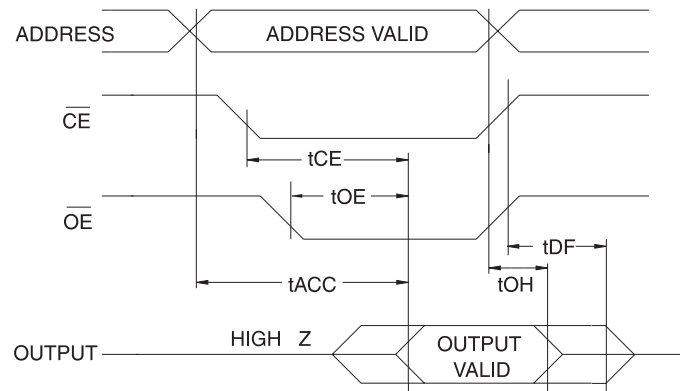 ADDRESS
ADDRESS VALID
CE
tCE
tOE
OE
tDF
tACC
tOH
HIGH Z
OUTPUT
OUTPUT
VALID